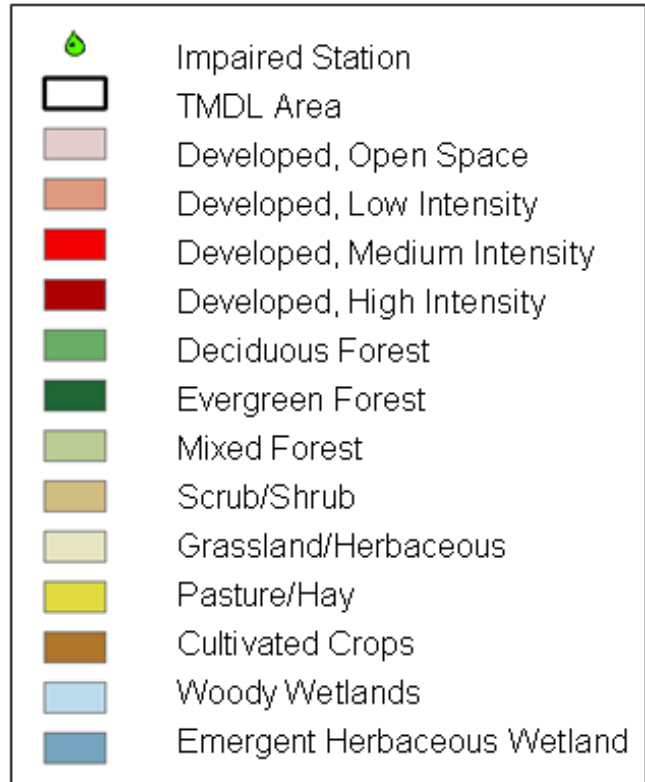 Impaired Station
TMDL Area
Developed, Open Space
Developed, Low Intensity
Developed, Medium Intensity
Developed, High Intensity
Deciduous Forest
Evergreen Forest
Mixed Forest
Scrub/Shrub
Grassland/Herbaceous
Pasture/Hay
Cultivated Crops
Woody Wetlands
Emergent Herbaceous Wetland